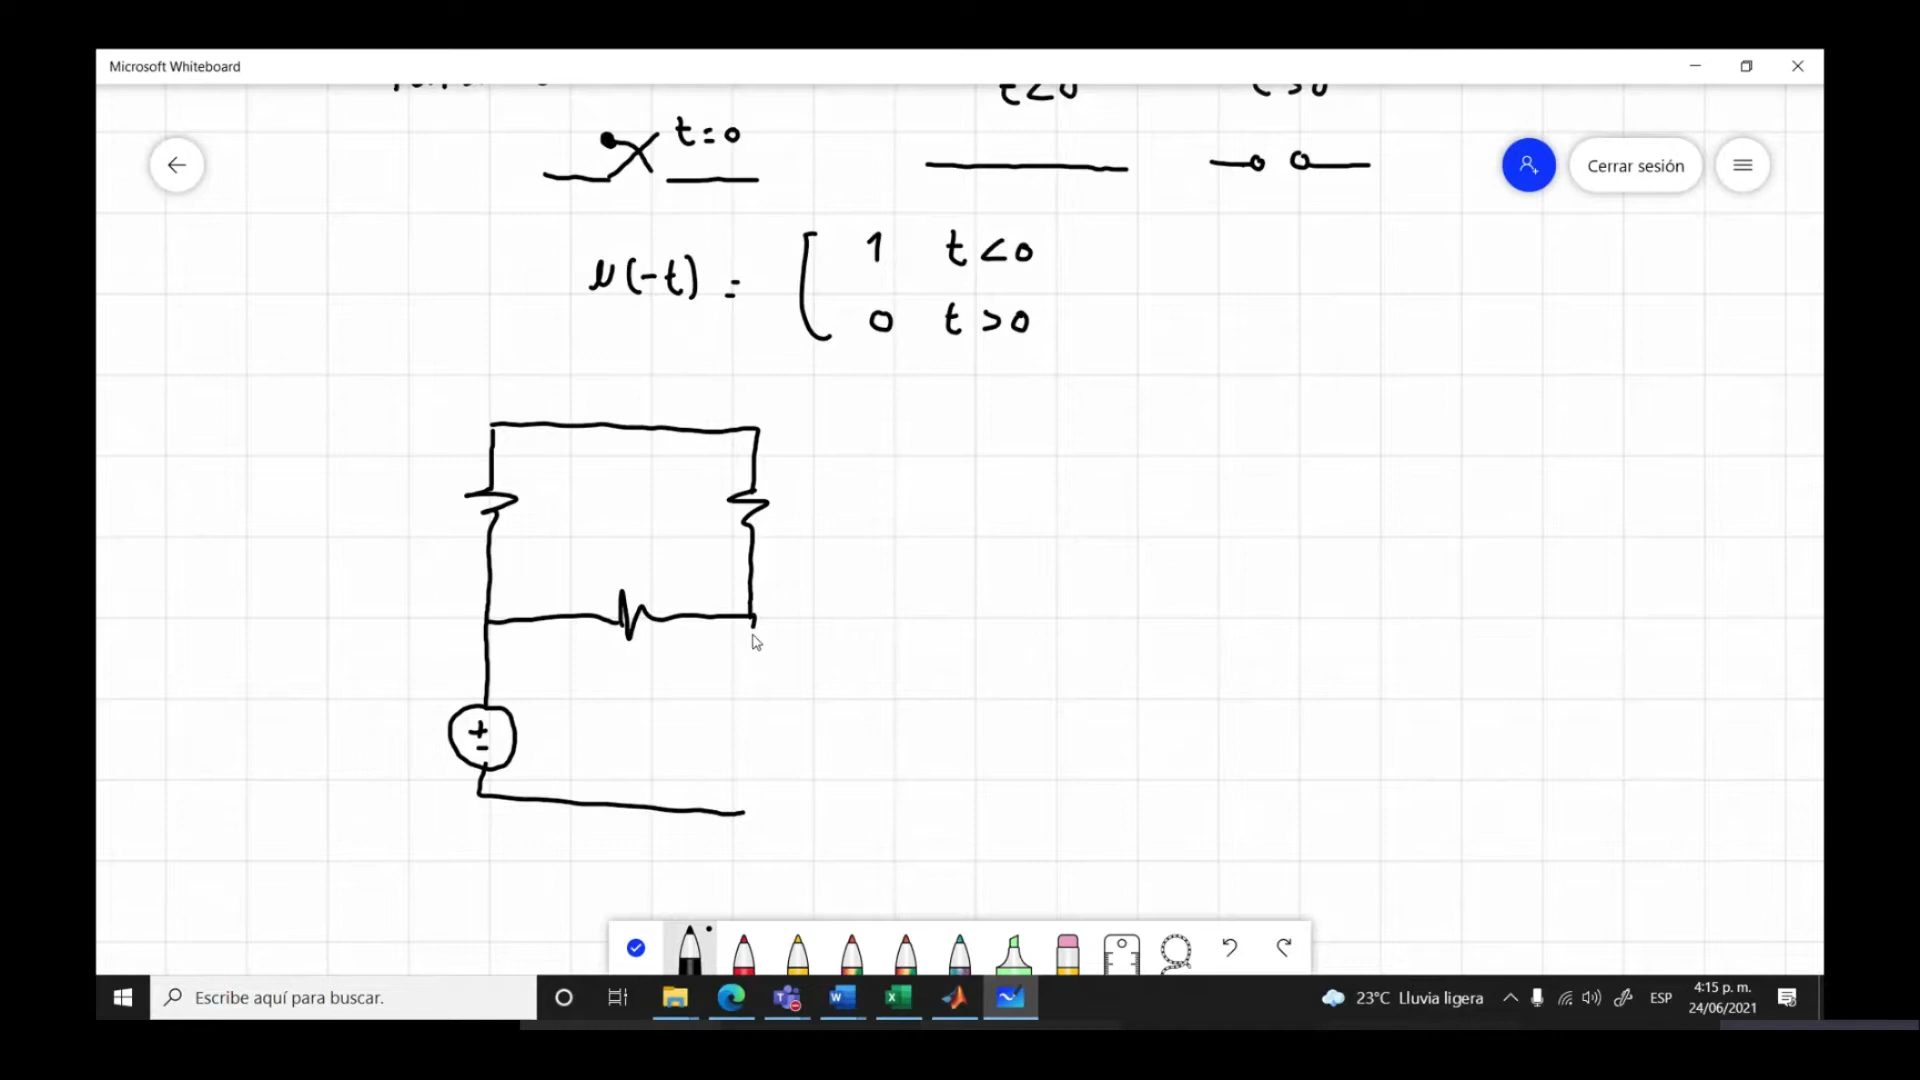 Microsoft Whiteboard
t<0
t>0
t=0
Cerrar sesión
u(-t) =
1 t<0
0 t>0
+
-
Escribe aquí para buscar.
23°C Lluvia ligera
ESP
4:15 p. m.
24/06/2021